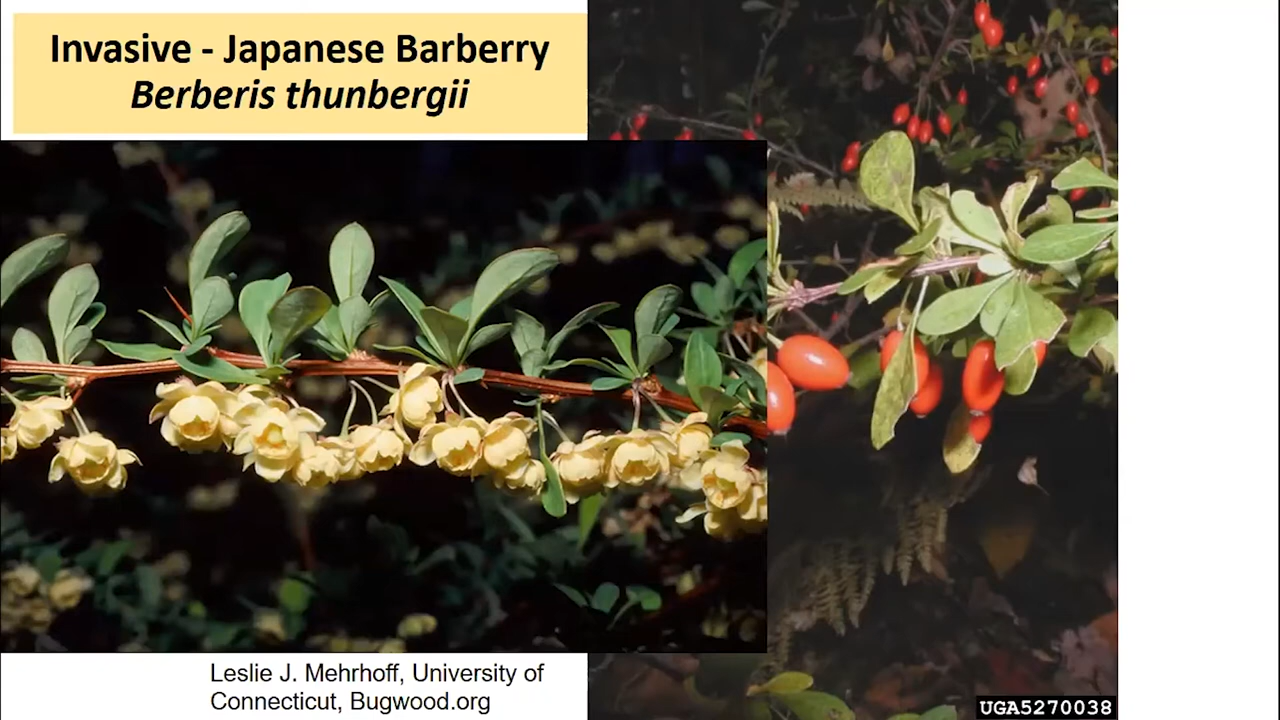 Invasive - Japanese Barberry
Berberis thunbergii
Leslie J. Mehrhoff, University of
Connecticut, Bugwood.org
UGA5270038